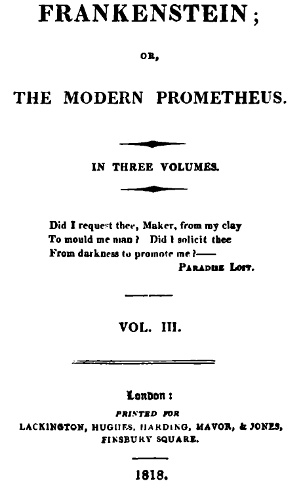 FRANKENSTEIN;
OR,
THE MODERN PROMETHEUS.
IN THREE VOLUMES.
Did I request thee, Maker, from my clay
To mould me man? Did I solicit thee
From darkness to promote me?——
PARADISE LOST.
VOL. III.
London:
PRINTED FOR
LACKINGTON, HUGHES, HARDING, MAVOR, & JONES,
FINSBURY SQUARE.
1818.